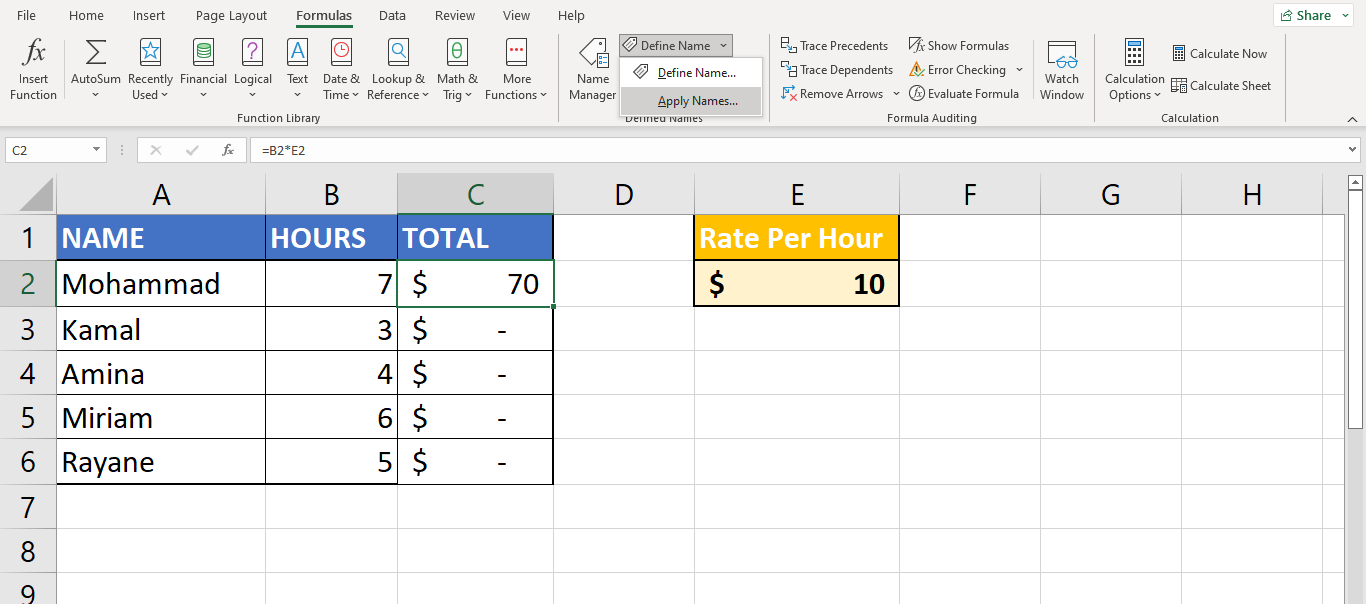 File Home Insert Page Layout Formulas Data Review View Help Share
Insert Function
AutoSum
Recently Used
Financial
Logical
Text
Date & Time
Lookup & Reference
Math & Trig
More Functions
Function Library
Name Manager
Define Name
Define Name...
Apply Names...
Defined Names
Trace Precedents
Trace Dependents
Remove Arrows
Show Formulas
Error Checking
Evaluate Formula
Formula Auditing
Watch Window
Calculation Options
Calculate Now
Calculate Sheet
Calculation
C2 fx =B2*E2
A B C D E F G H
1 NAME HOURS TOTAL Rate Per Hour
2 Mohammad 7 $ 70 $ 10
3 Kamal 3 $ -
4 Amina 4 $ -
5 Miriam 6 $ -
6 Rayane 5 $ -
7
8
9